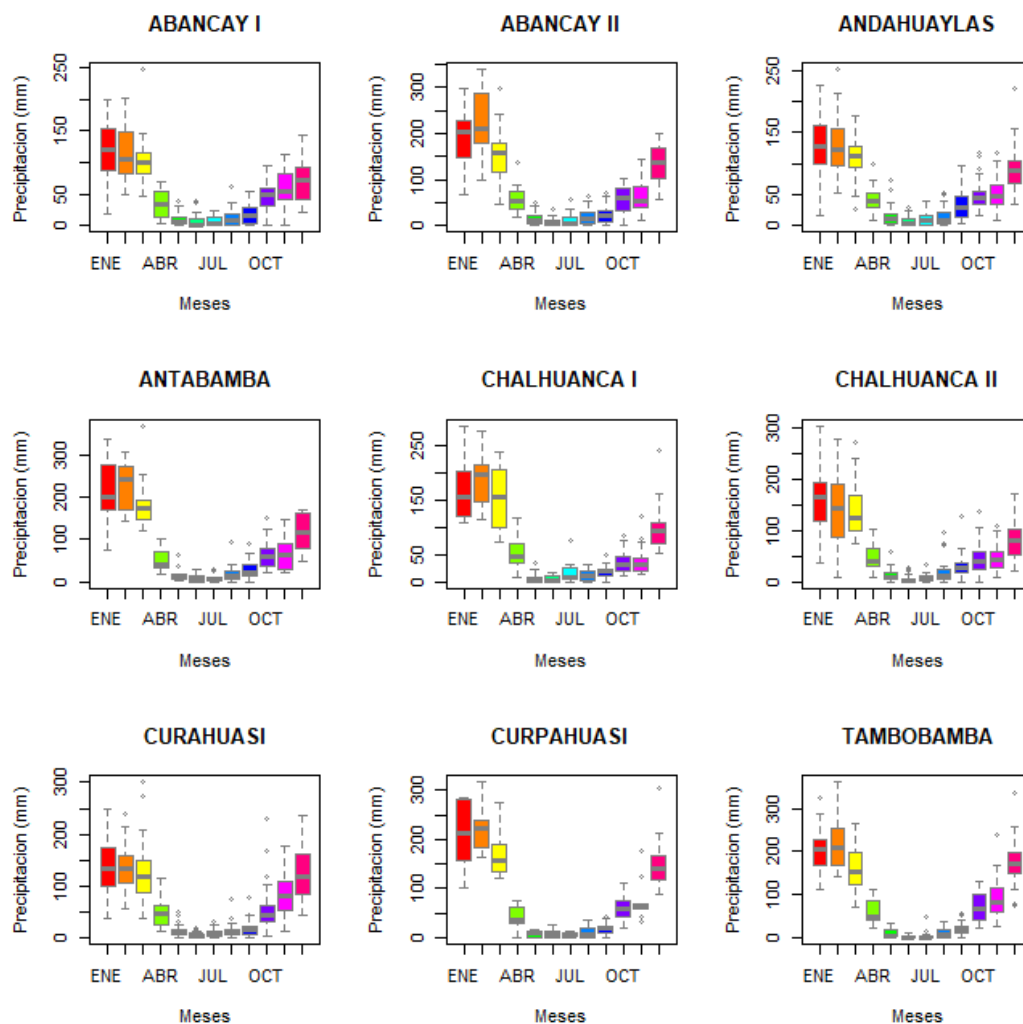 ABANCAY I
Precipitacion (mm)
250
150
50
0
ENE ABR JUL OCT
Meses
ABANCAY II
Precipitacion (mm)
300
200
100
0
ENE ABR JUL OCT
Meses
ANDAHUAYLAS
Precipitacion (mm)
250
150
50
0
ENE ABR JUL OCT
Meses
ANTABAMBA
Precipitacion (mm)
300
200
100
0
ENE ABR JUL OCT
Meses
CHALHUANCA I
Precipitacion (mm)
250
150
50
0
ENE ABR JUL OCT
Meses
CHALHUANCA II
Precipitacion (mm)
300
200
100
0
ENE ABR JUL OCT
Meses
CURAHUASI
Precipitacion (mm)
300
200
100
0
ENE ABR JUL OCT
Meses
CURPAHUASI
Precipitacion (mm)
300
200
100
0
ENE ABR JUL OCT
Meses
TAMBOBAMBA
Precipitacion (mm)
300
200
100
0
ENE ABR JUL OCT
Meses